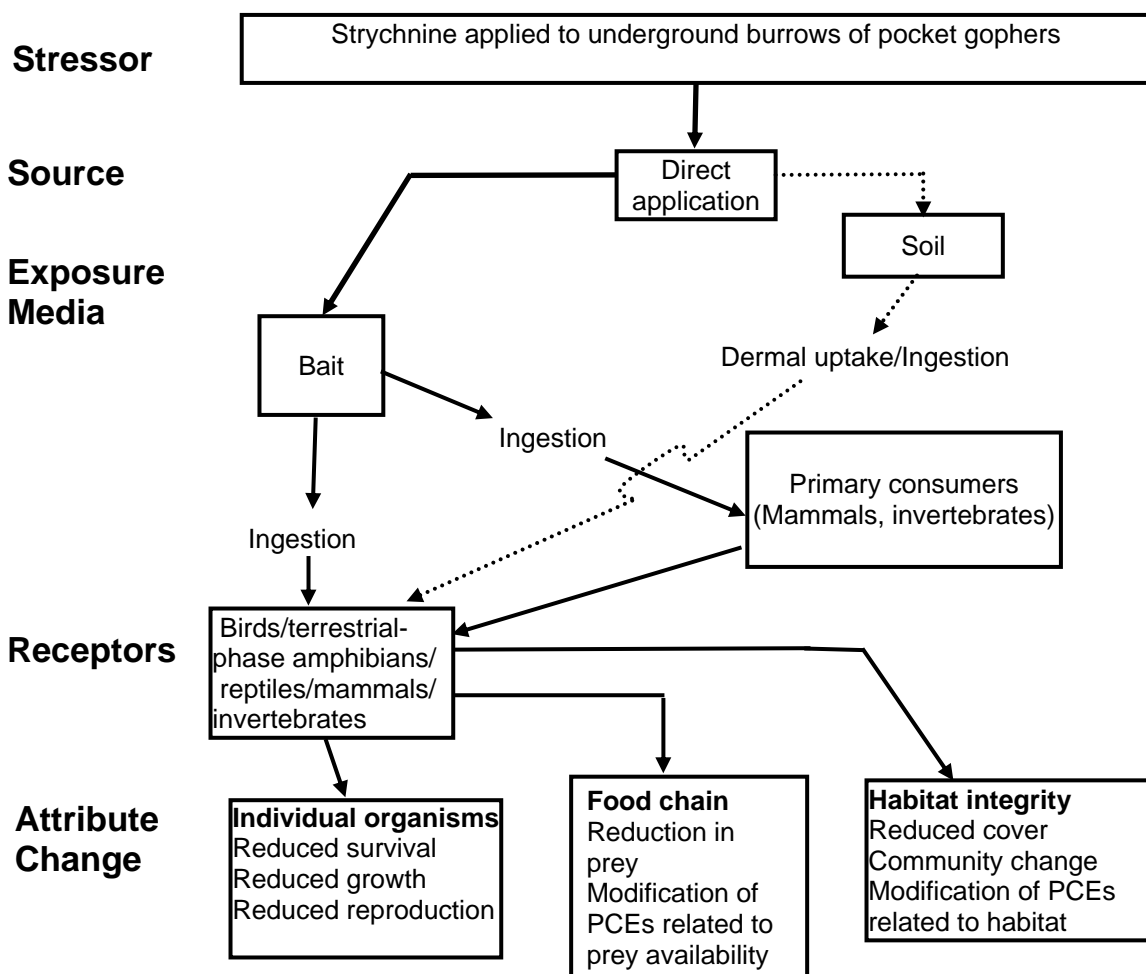 Stressor
Strychnine applied to underground burrows of pocket gophers
Source
Direct
application
Exposure
Media
Soil
Bait
Dermal uptake/Ingestion
Ingestion
Primary consumers
(Mammals, invertebrates)
Ingestion
Receptors
Birds/terrestrial-
phase amphibians/
reptiles/mammals/
invertebrates
Attribute
Change
Individual organisms
Reduced survival
Reduced growth
Reduced reproduction
Food chain
Reduction in
prey
Modification of
PCEs related to
prey availability
Habitat integrity
Reduced cover
Community change
Modification of PCEs
related to habitat